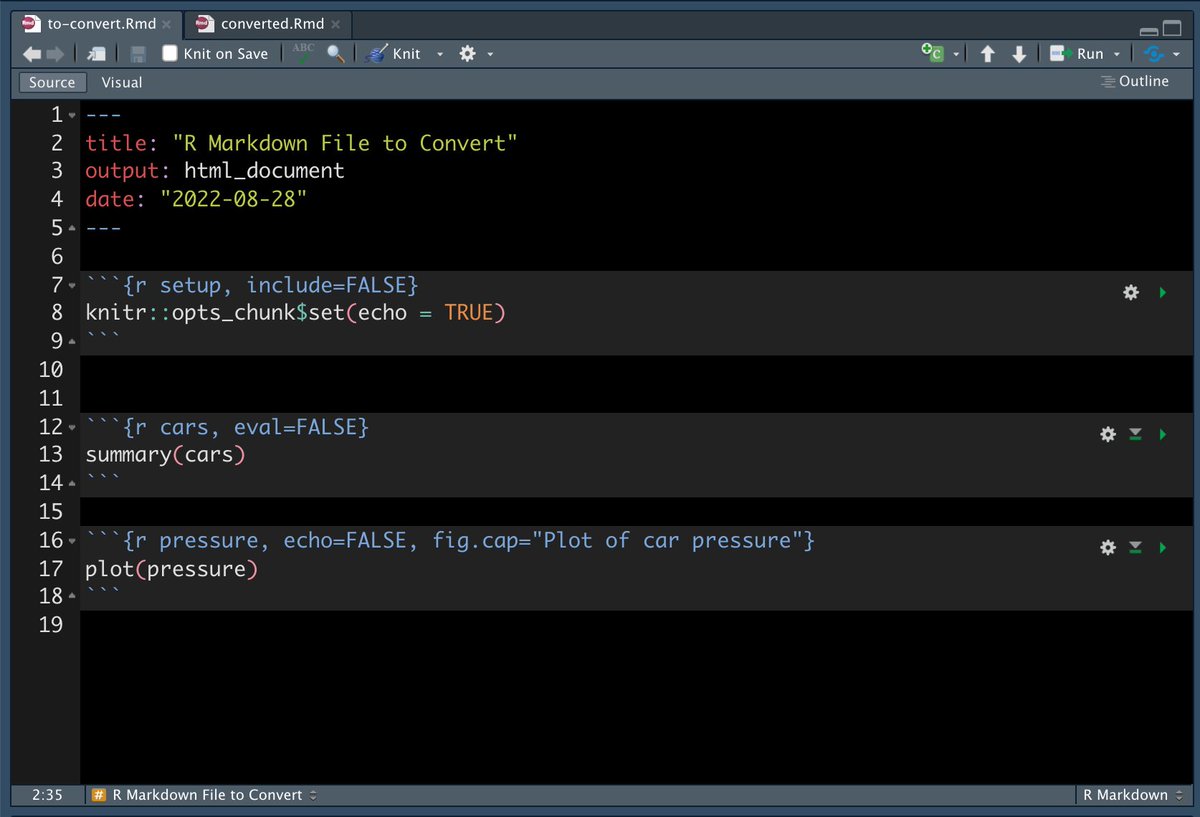 to-convert.Rmd
converted.Rmd
Knit on Save
ABC
Knit
Run
Source
Visual
Outline
1 ---
2 title: "R Markdown File to Convert"
3 output: html_document
4 date: "2022-08-28"
5 ---
6
7 ```{r setup, include=FALSE}
8 knitr::opts_chunk$set(echo = TRUE)
9 ```
10
11
12 ```{r cars, eval=FALSE}
13 summary(cars)
14 ```
15
16 ```{r pressure, echo=FALSE, fig.cap="Plot of car pressure"}
17 plot(pressure)
18 ```
19
2:35
# R Markdown File to Convert
R Markdown